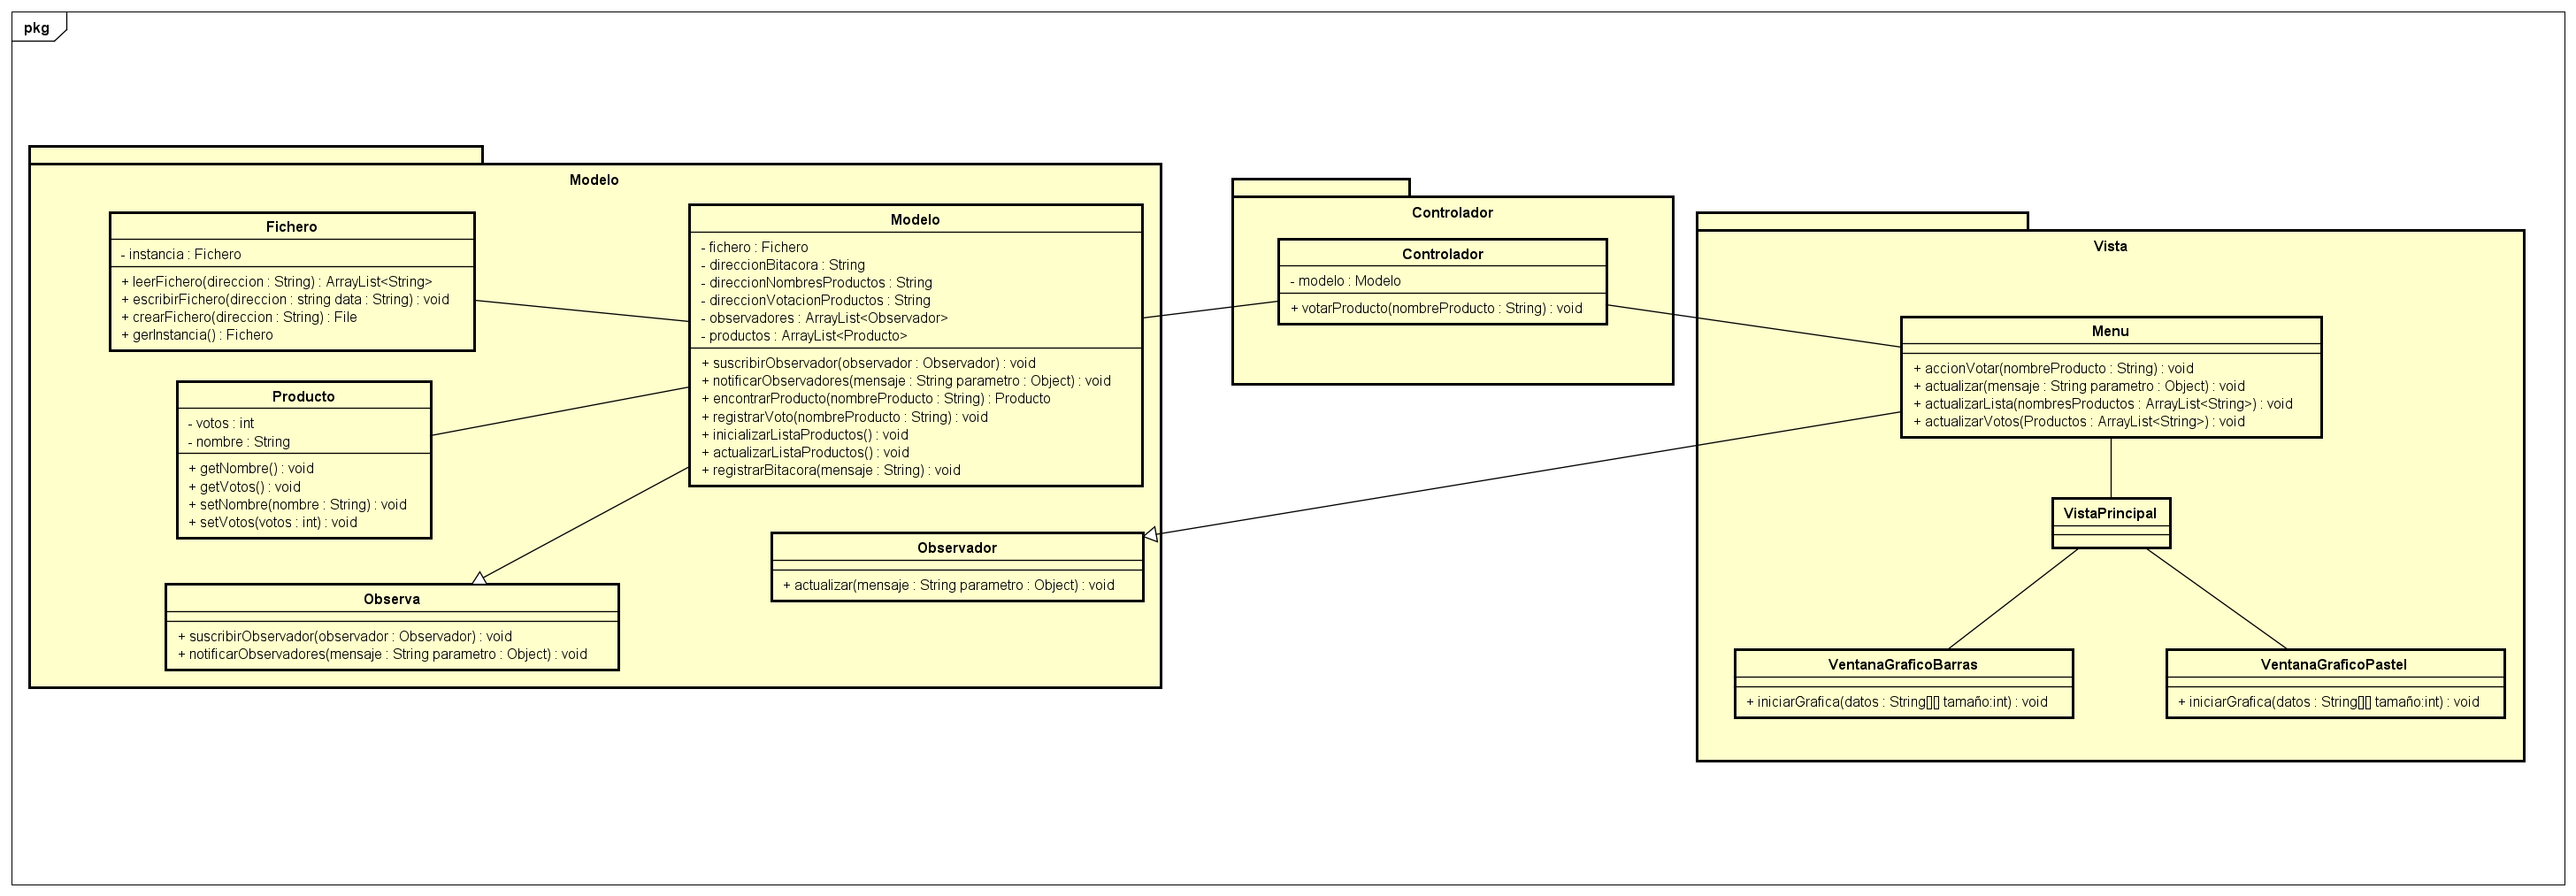 pkg
Modelo
Fichero
- instancia : Fichero
+ leerFichero(direccion : String) : ArrayList<String>
+ escribirFichero(direccion : string data : String) : void
+ crearFichero(direccion : String) : File
+ gerInstancia() : Fichero
Producto
- votos : int
- nombre : String
+ getNombre() : void
+ getVotos() : void
+ setNombre(nombre : String) : void
+ setVotos(votos : int) : void
Modelo
- fichero : Fichero
- direccionBitacora : String
- direccionNombresProductos : String
- direccionVotacionProductos : String
- observadores : ArrayList<Observador>
- productos : ArrayList<Producto>
+ suscribirObservador(observador : Observador) : void
+ notificarObservadores(mensaje : String parametro : Object) : void
+ encontrarProducto(nombreProducto : String) : Producto
+ registrarVoto(nombreProducto : String) : void
+ inicializarListaProductos() : void
+ actualizarListaProductos() : void
+ registrarBitacora(mensaje : String) : void
Observador
+ actualizar(mensaje : String parametro : Object) : void
Observa
+ suscribirObservador(observador : Observador) : void
+ notificarObservadores(mensaje : String parametro : Object) : void
Controlador
Controlador
- modelo : Modelo
+ votarProducto(nombreProducto : String) : void
Vista
Menu
+ accionVotar(nombreProducto : String) : void
+ actualizar(mensaje : String parametro : Object) : void
+ actualizarLista(nombresProductos : ArrayList<String>) : void
+ actualizarVotos(Productos : ArrayList<String>) : void
VistaPrincipal
VentanaGraficoBarras
+ iniciarGrafica(datos : String[][] tamaño:int) : void
VentanaGraficoPastel
+ iniciarGrafica(datos : String[][] tamaño:int) : void